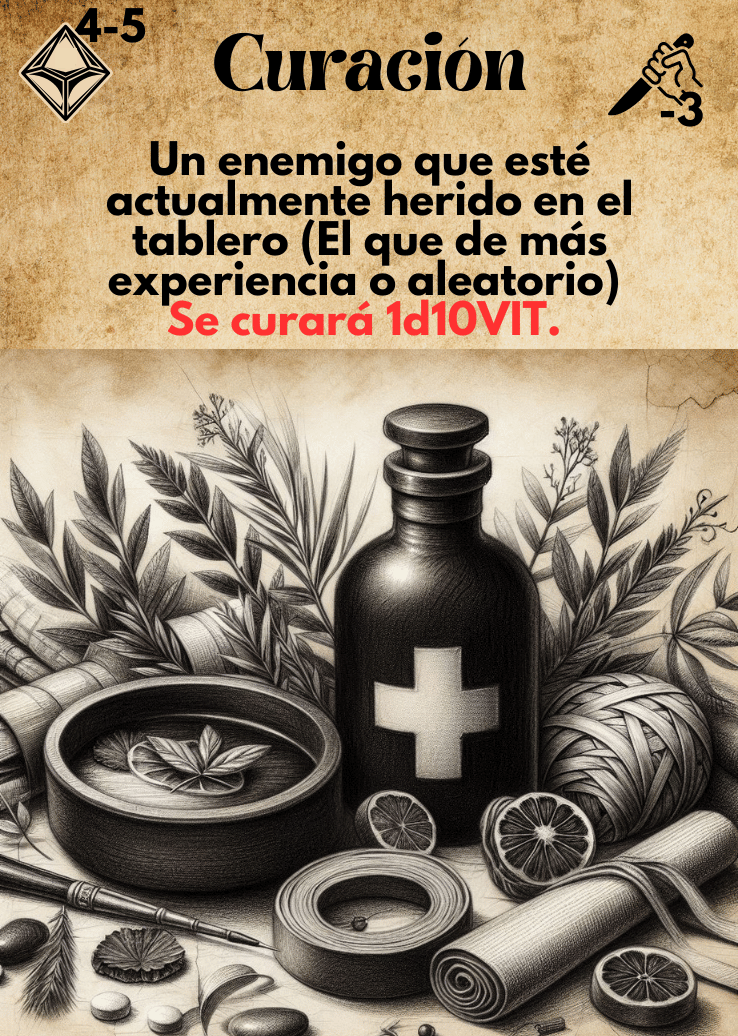 4-5
Curación
-3
Un enemigo que esté
actualmente herido en el
tablero (El que de más
experiencia o aleatorio)
Se curará 1d10VIT.